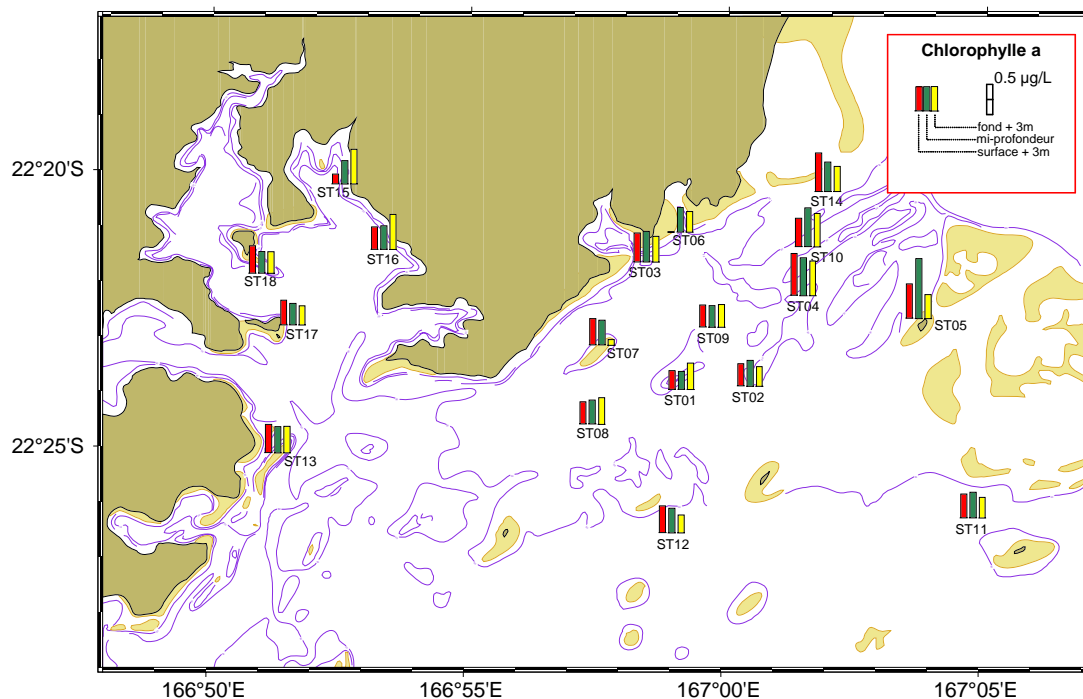 Chlorophylle a
0.5 µg/L
fond + 3m
mi-profondeur
surface + 3m
22°20'S
22°25'S
ST15
ST14
ST16
ST06
ST18
ST03
ST10
ST04
ST17
ST09
ST05
ST07
ST01
ST02
ST08
ST13
ST11
ST12
166°50'E
166°55'E
167°00'E
167°05'E